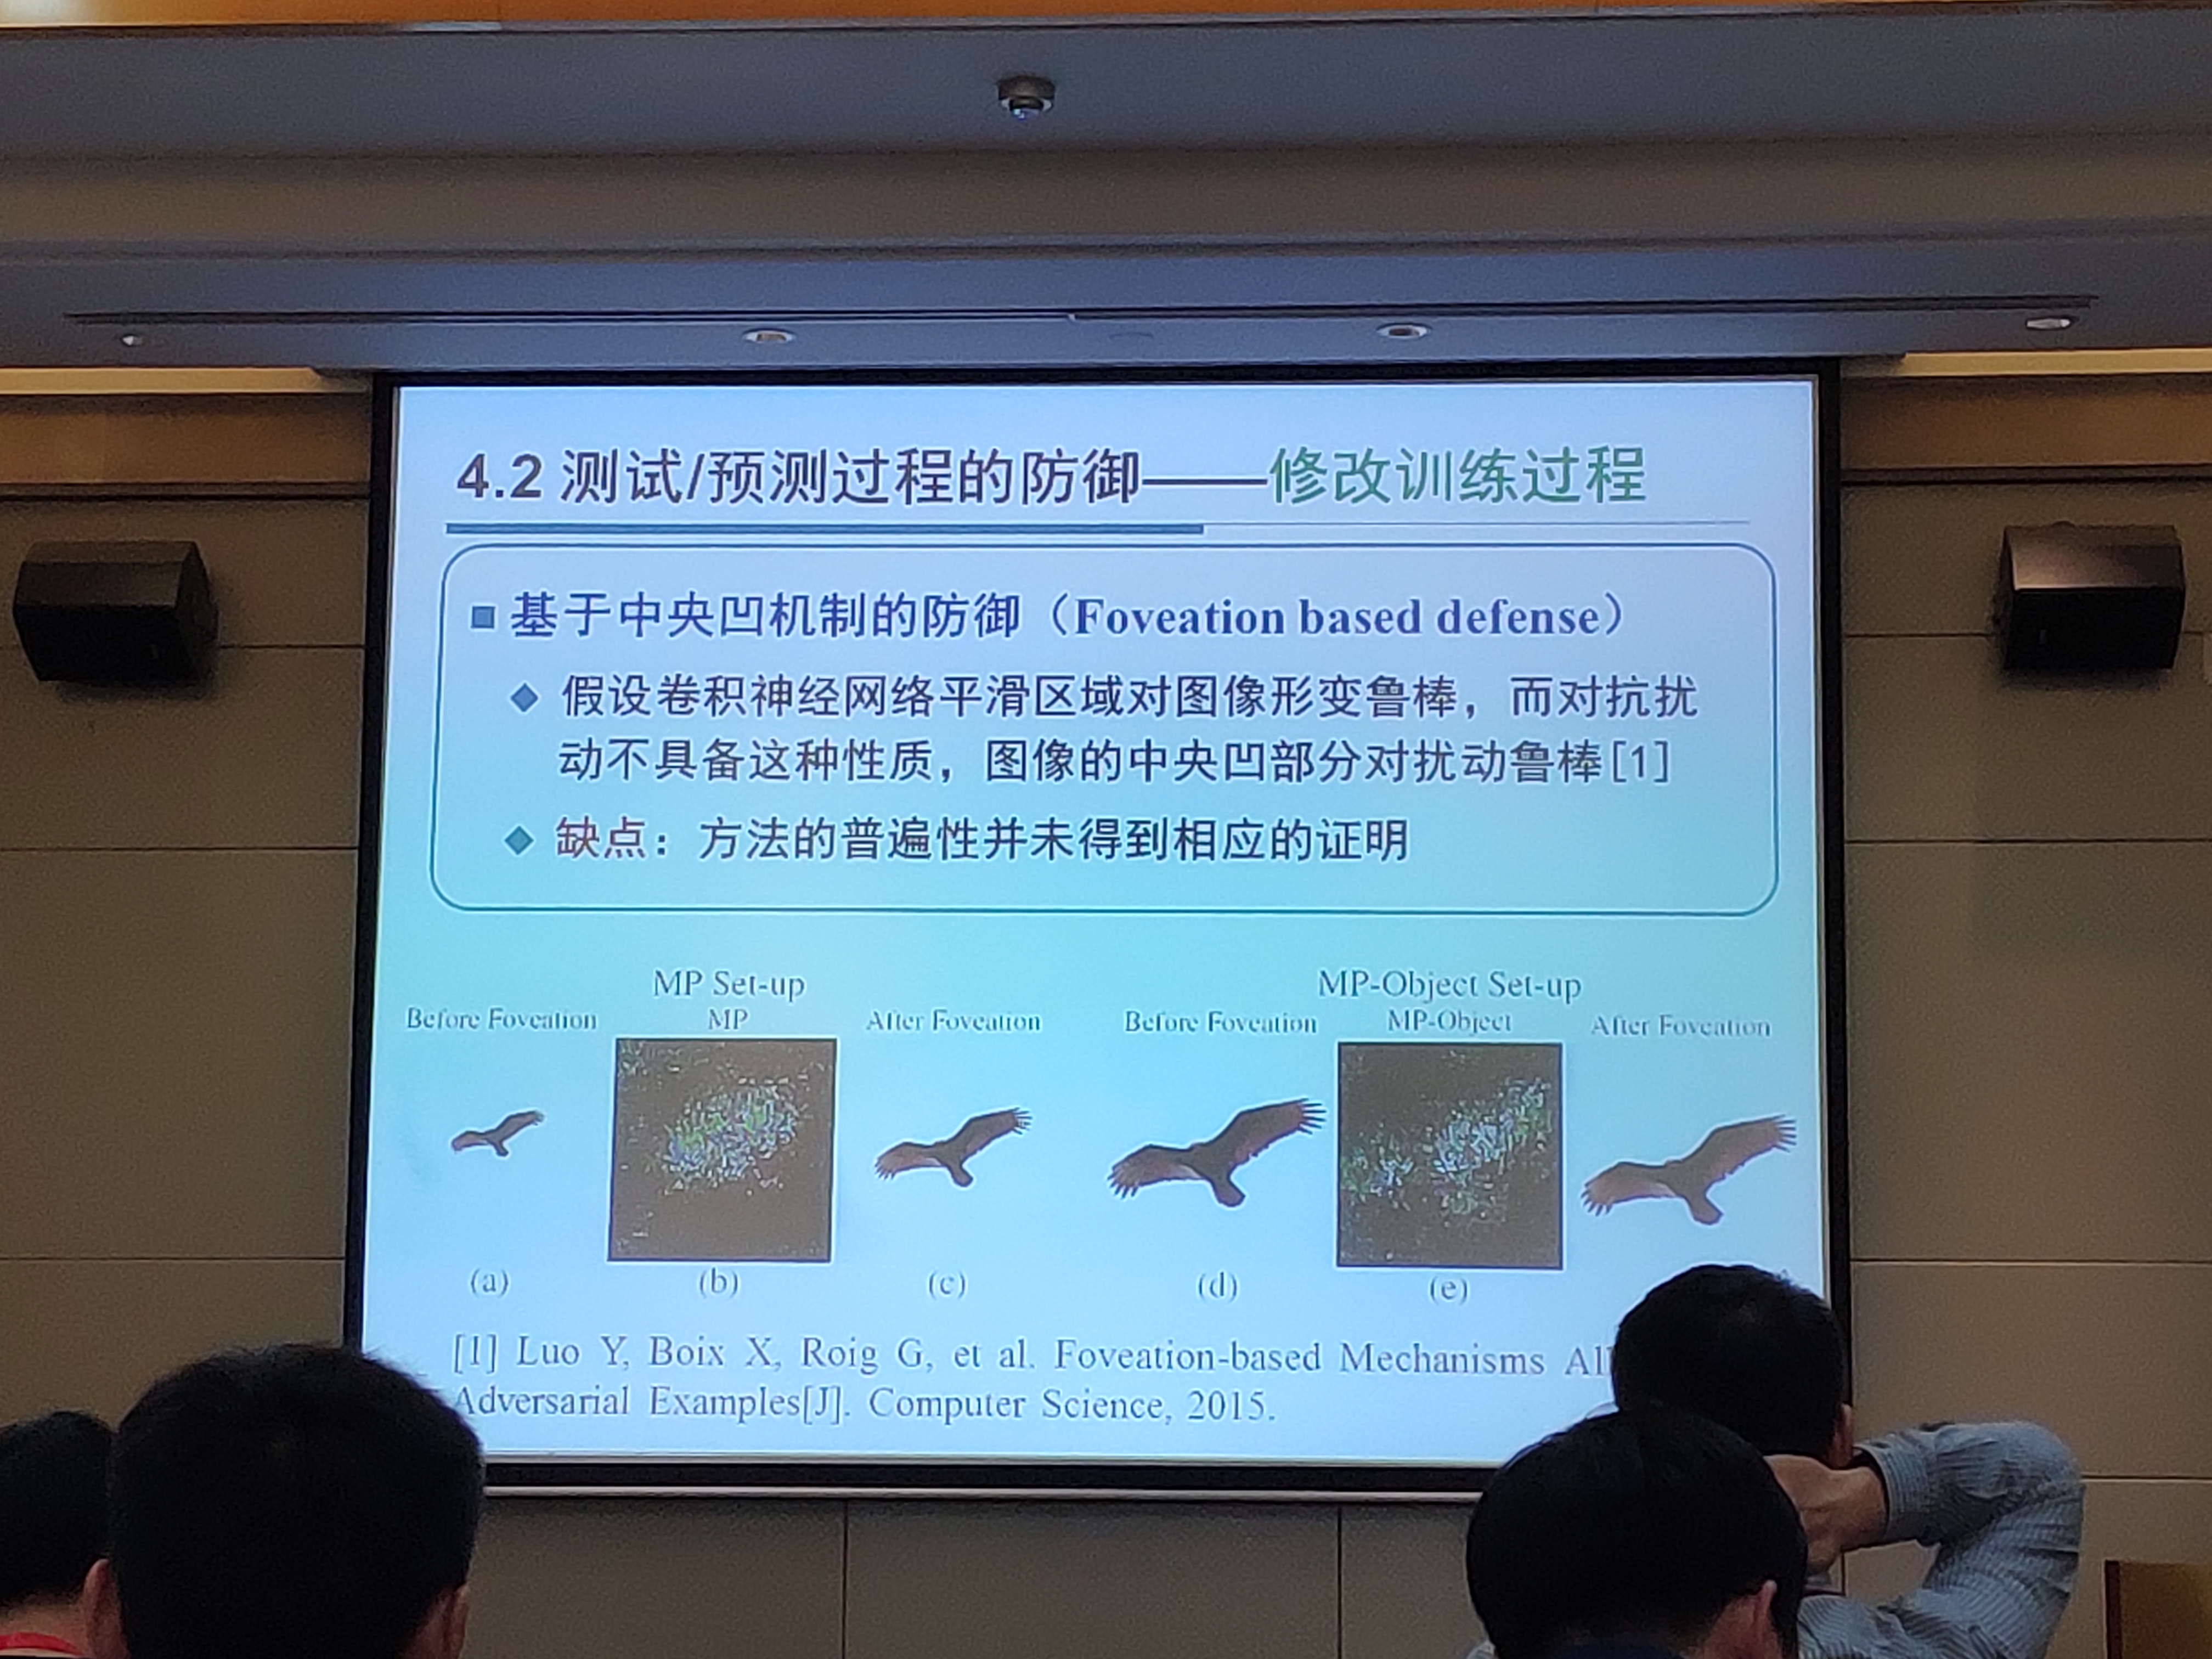 4.2 测试/预测过程的防御——修改训练过程
基于中央凹机制的防御（Foveation based defense）
假设卷积神经网络平滑区域对图像形变鲁棒，而对抗扰
动不具备这种性质，图像的中央凹部分对扰动鲁棒[1]
缺点：方法的普遍性并未得到相应的证明
MP Set-up
Before Foveation MP After Foveation
(a) (b) (c)
MP-Object Set-up
Before Foveation MP-Object After Foveation
(d) (e)
[1] Luo Y, Boix X, Roig G, et al. Foveation-based Mechanisms
Adversarial Examples[J]. Computer Science, 2015.